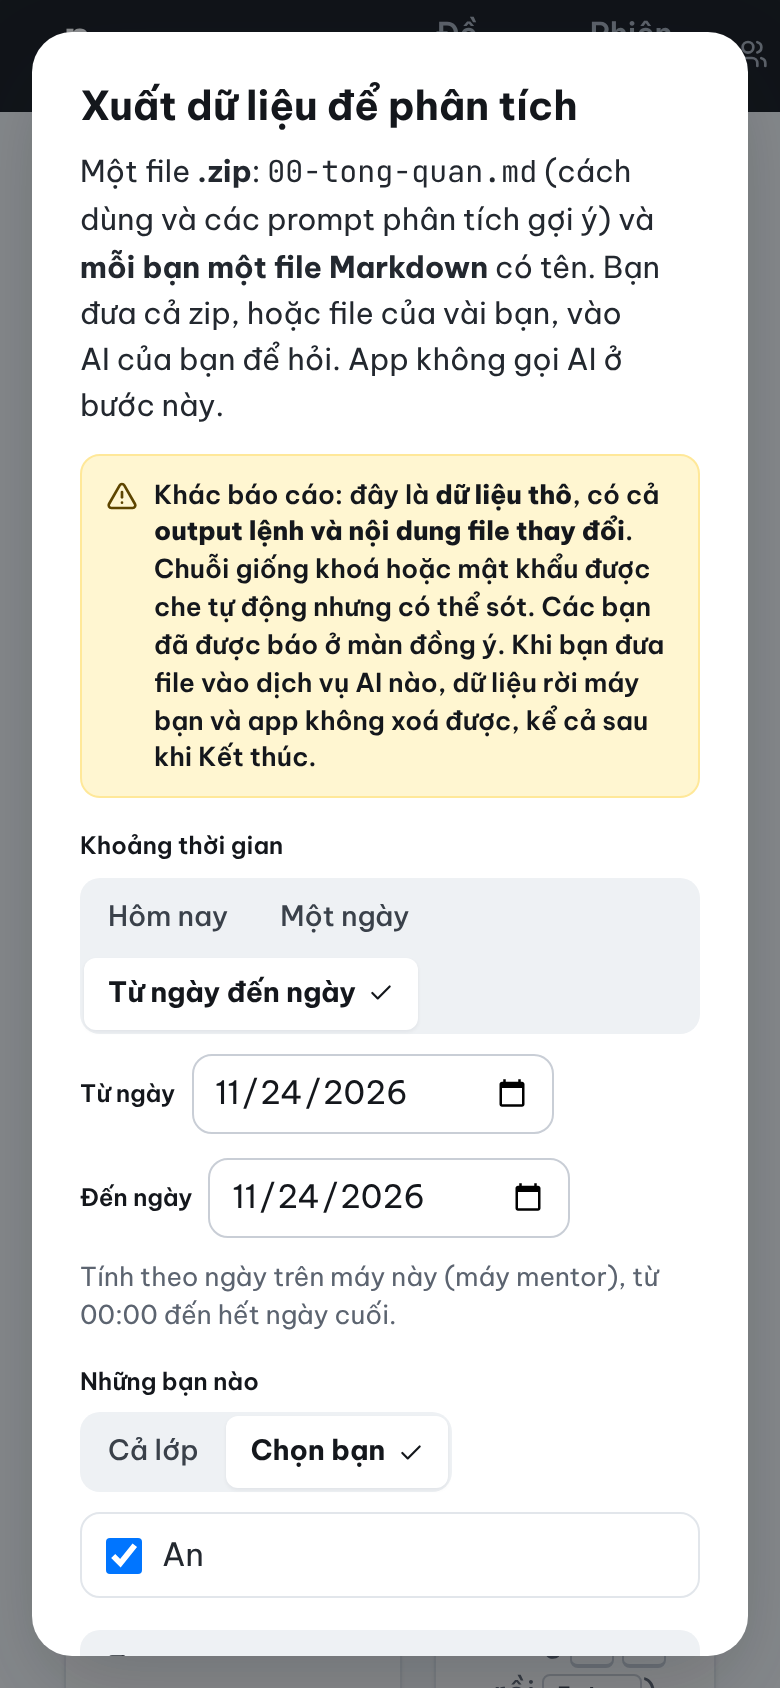 Xuất dữ liệu để phân tích
Một file .zip: 00-tong-quan.md (cách
dùng và các prompt phân tích gợi ý) và
mỗi bạn một file Markdown có tên. Bạn
đưa cả zip, hoặc file của vài bạn, vào
AI của bạn để hỏi. App không gọi AI ở
bước này.
Khác báo cáo: đây là dữ liệu thô, có cả
output lệnh và nội dung file thay đổi.
Chuỗi giống khoá hoặc mật khẩu được
che tự động nhưng có thể sót. Các bạn
đã được báo ở màn đồng ý. Khi bạn đưa
file vào dịch vụ AI nào, dữ liệu rời máy
bạn và app không xoá được, kể cả sau
khi Kết thúc.
Khoảng thời gian
Hôm nay Một ngày
Từ ngày đến ngày
Từ ngày 11/24/2026
Đến ngày 11/24/2026
Tính theo ngày trên máy này (máy mentor), từ
00:00 đến hết ngày cuối.
Những bạn nào
Cả lớp Chọn bạn
An